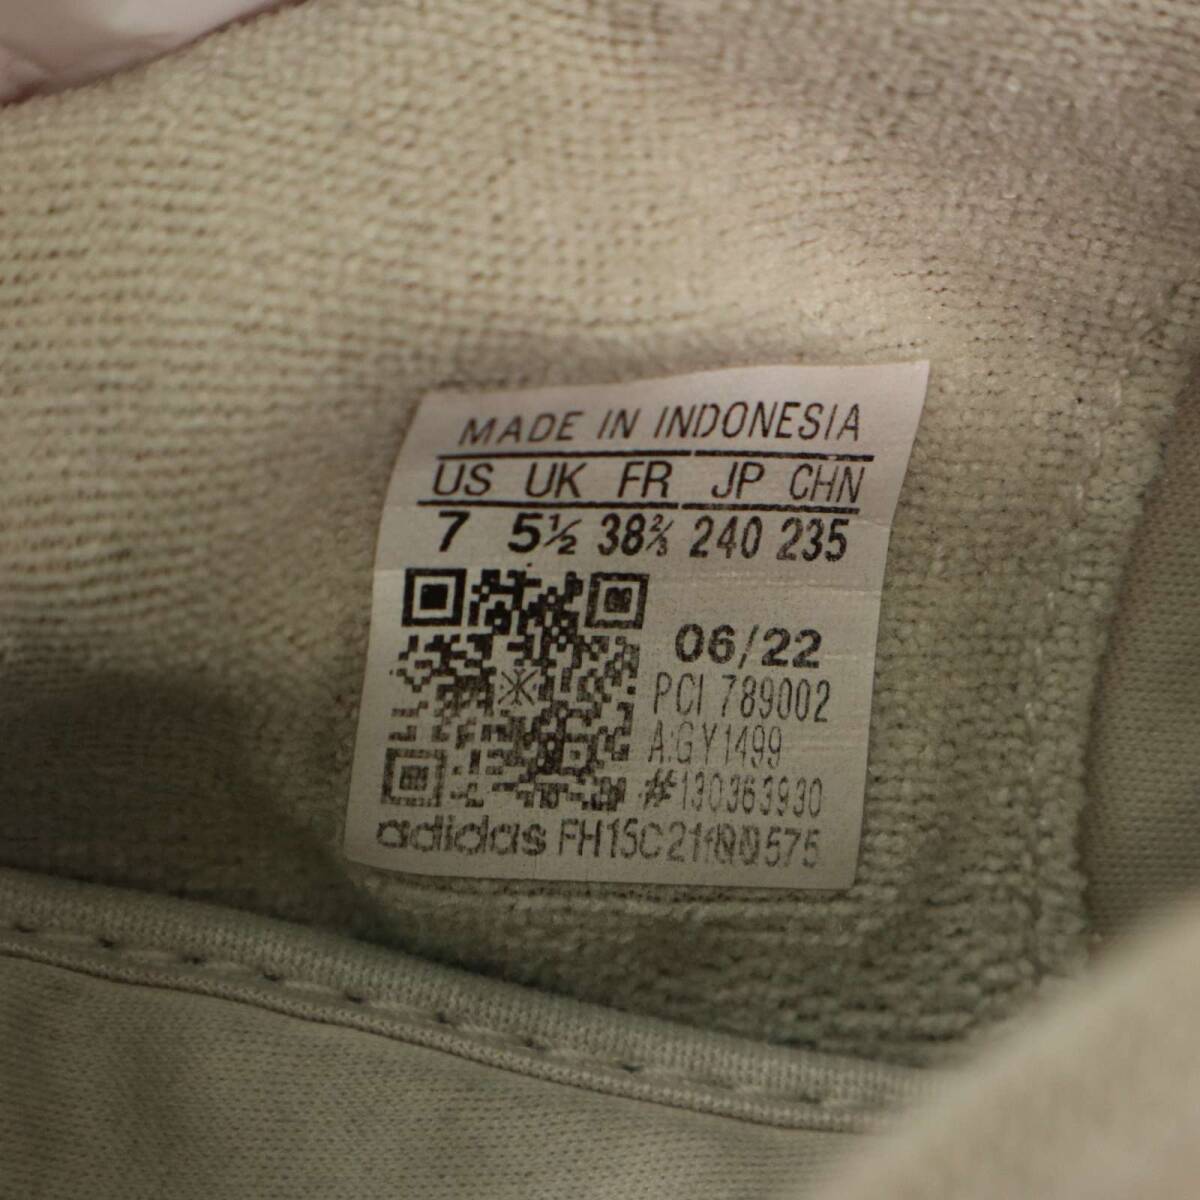 MADE IN INDONESIA
US UK FR JP CHN
7 5½ 38⅔ 240 235
06/22
PCI 789002
A:GY1499
#130363930
adidas